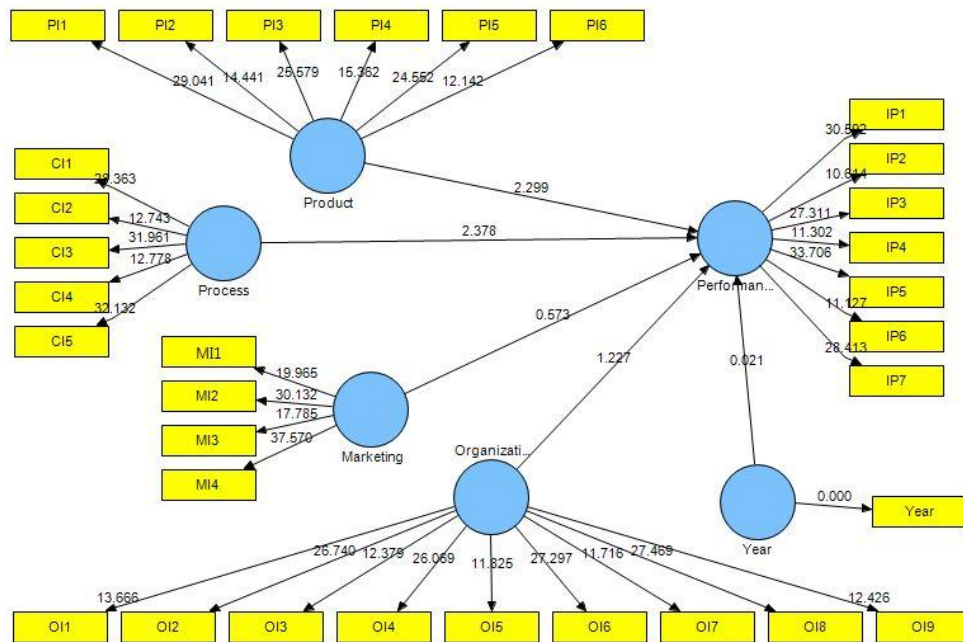 PI1 PI2 PI3 PI4 PI5 PI6
29.041 14.441 25.579 15.362 24.552 12.142
Product
CI1
CI2
CI3
CI4
CI5
28.363
12.743
31.961
12.778
32.132
Process
2.299
2.378
0.573
1.227
0.021
Performan...
IP1
IP2
IP3
IP4
IP5
IP6
IP7
30.592
10.614
27.311
11.302
33.706
11.127
28.413
MI1
MI2
MI3
MI4
19.965
30.132
17.785
37.570
Marketing
Organizati...
0.000
Year
Year
13.666 26.740 12.379 26.069 11.825 27.297 11.716 27.469 12.426
OI1 OI2 OI3 OI4 OI5 OI6 OI7 OI8 OI9